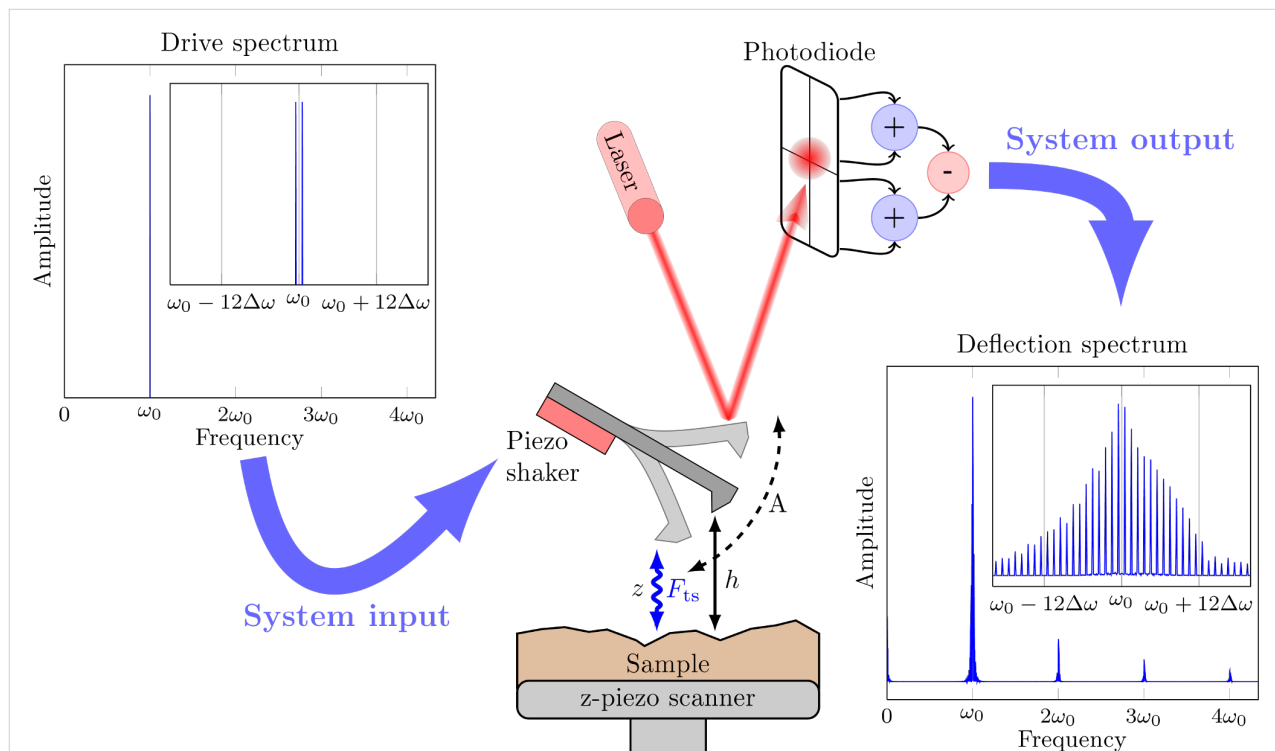 Drive spectrum
Amplitude
ω₀ − 12Δω
ω₀
ω₀ + 12Δω
0
ω₀
2ω₀
3ω₀
4ω₀
Frequency
System input
Laser
Photodiode
+
+
-
System output
Piezo
shaker
A
z
Fts
h
Sample
z-piezo scanner
Deflection spectrum
Amplitude
ω₀ − 12Δω
ω₀
ω₀ + 12Δω
0
ω₀
2ω₀
3ω₀
4ω₀
Frequency